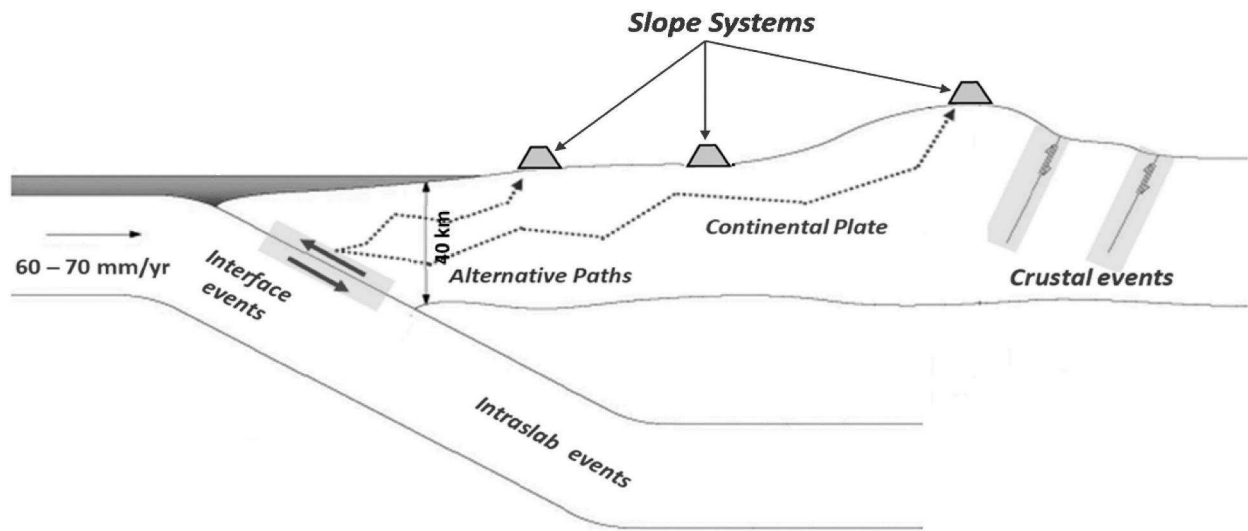 Slope Systems
40 km
Continental Plate
60 – 70 mm/yr
Interface
events
Alternative Paths
Crustal events
Intraslab events